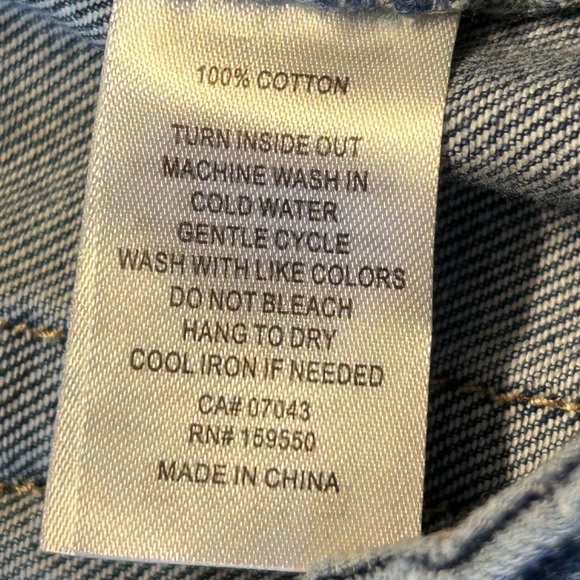 100% COTTON
TURN INSIDE OUT
MACHINE WASH IN
COLD WATER
GENTLE CYCLE
WASH WITH LIKE COLORS
DO NOT BLEACH
HANG TO DRY
COOL IRON IF NEEDED
CA# 07043
RN# 159550
MADE IN CHINA